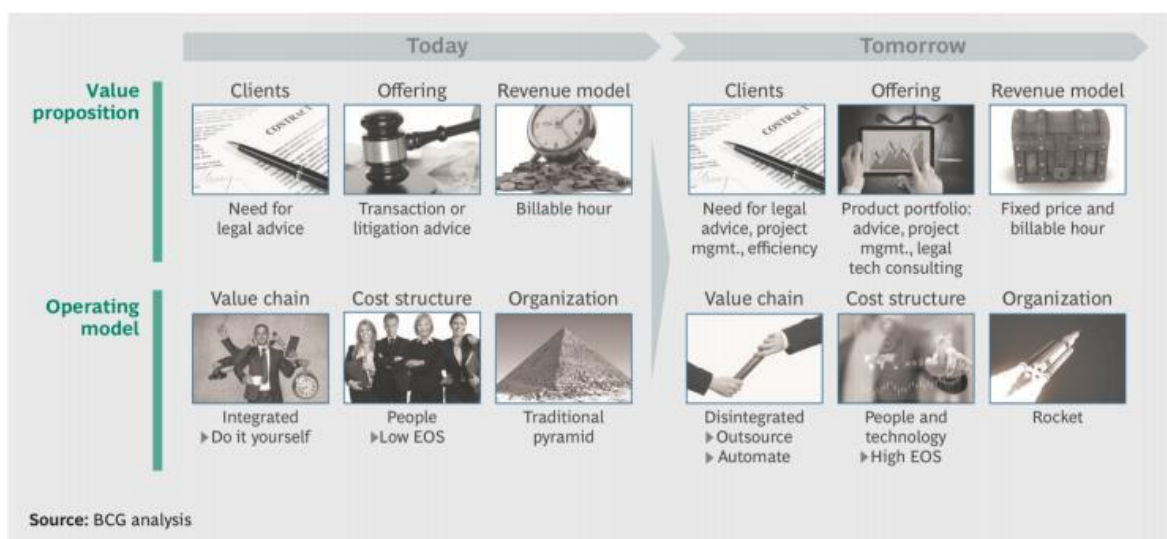 Today
Tomorrow
Value
proposition
Clients
Offering
Revenue model
CONTRACT
Need for
legal advice
Transaction or
litigation advice
Billable hour
Clients
Offering
Revenue model
CONTRACT
Need for legal
advice, project
mgmt., efficiency
Product portfolio:
advice, project
mgmt., legal
tech consulting
Fixed price and
billable hour
Operating
model
Value chain
Cost structure
Organization
Integrated
Do it yourself
People
Low EOS
Traditional
pyramid
Value chain
Cost structure
Organization
Disintegrated
Outsource
Automate
People and
technology
High EOS
Rocket
Source: BCG analysis